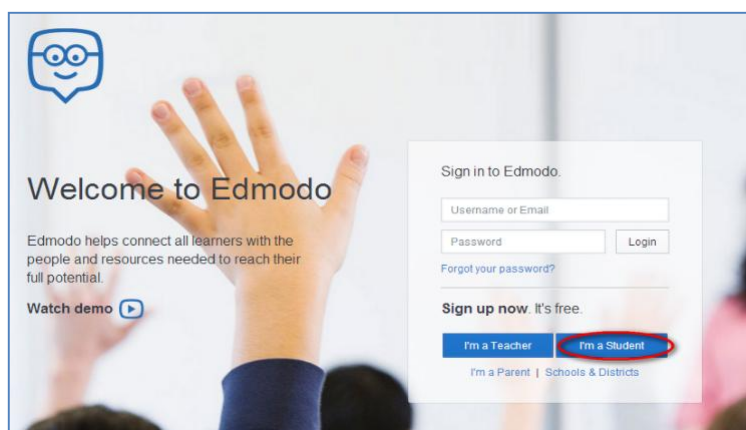 Welcome to Edmodo
Edmodo helps connect all learners with the
people and resources needed to reach their
full potential.
Watch demo
Sign in to Edmodo.
Username or Email
Password
Login
Forgot your password?
Sign up now. It's free.
I'm a Teacher
I'm a Student
I'm a Parent | Schools & Districts